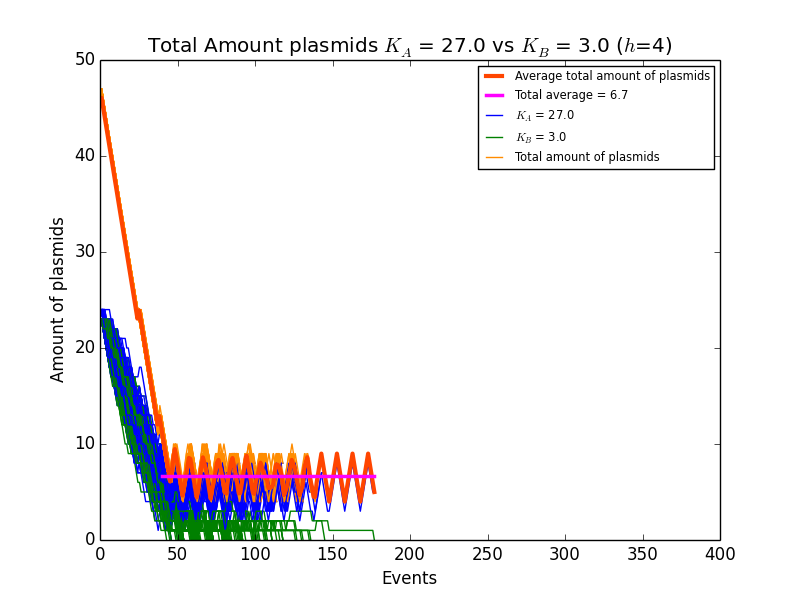 Total Amount plasmids K_A = 27.0 vs K_B = 3.0 (h=4)
Average total amount of plasmids
Total average = 6.7
K_A = 27.0
K_B = 3.0
Total amount of plasmids
Amount of plasmids
50
40
30
20
10
0
0 50 100 150 200 250 300 350 400
Events